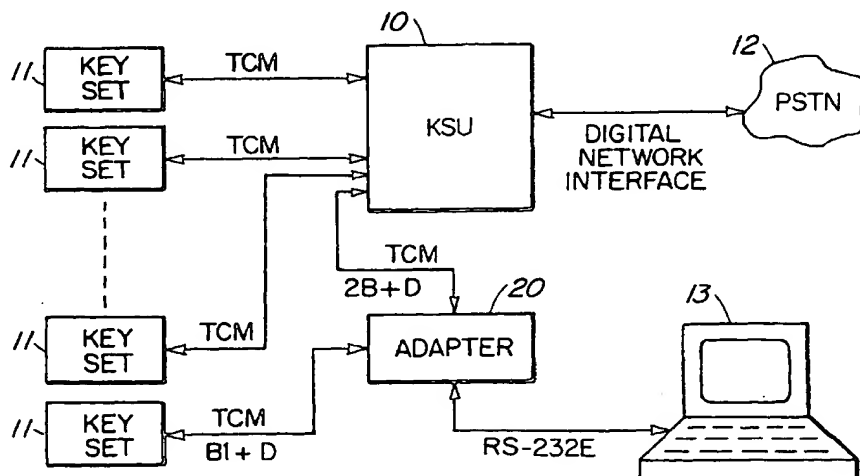 10
12
11
KEY
SET
TCM
KSU
PSTN
DIGITAL
NETWORK
INTERFACE
11
KEY
SET
TCM
TCM
2B+D
20
13
11
KEY
SET
TCM
ADAPTER
11
KEY
SET
TCM
B1+D
RS-232E